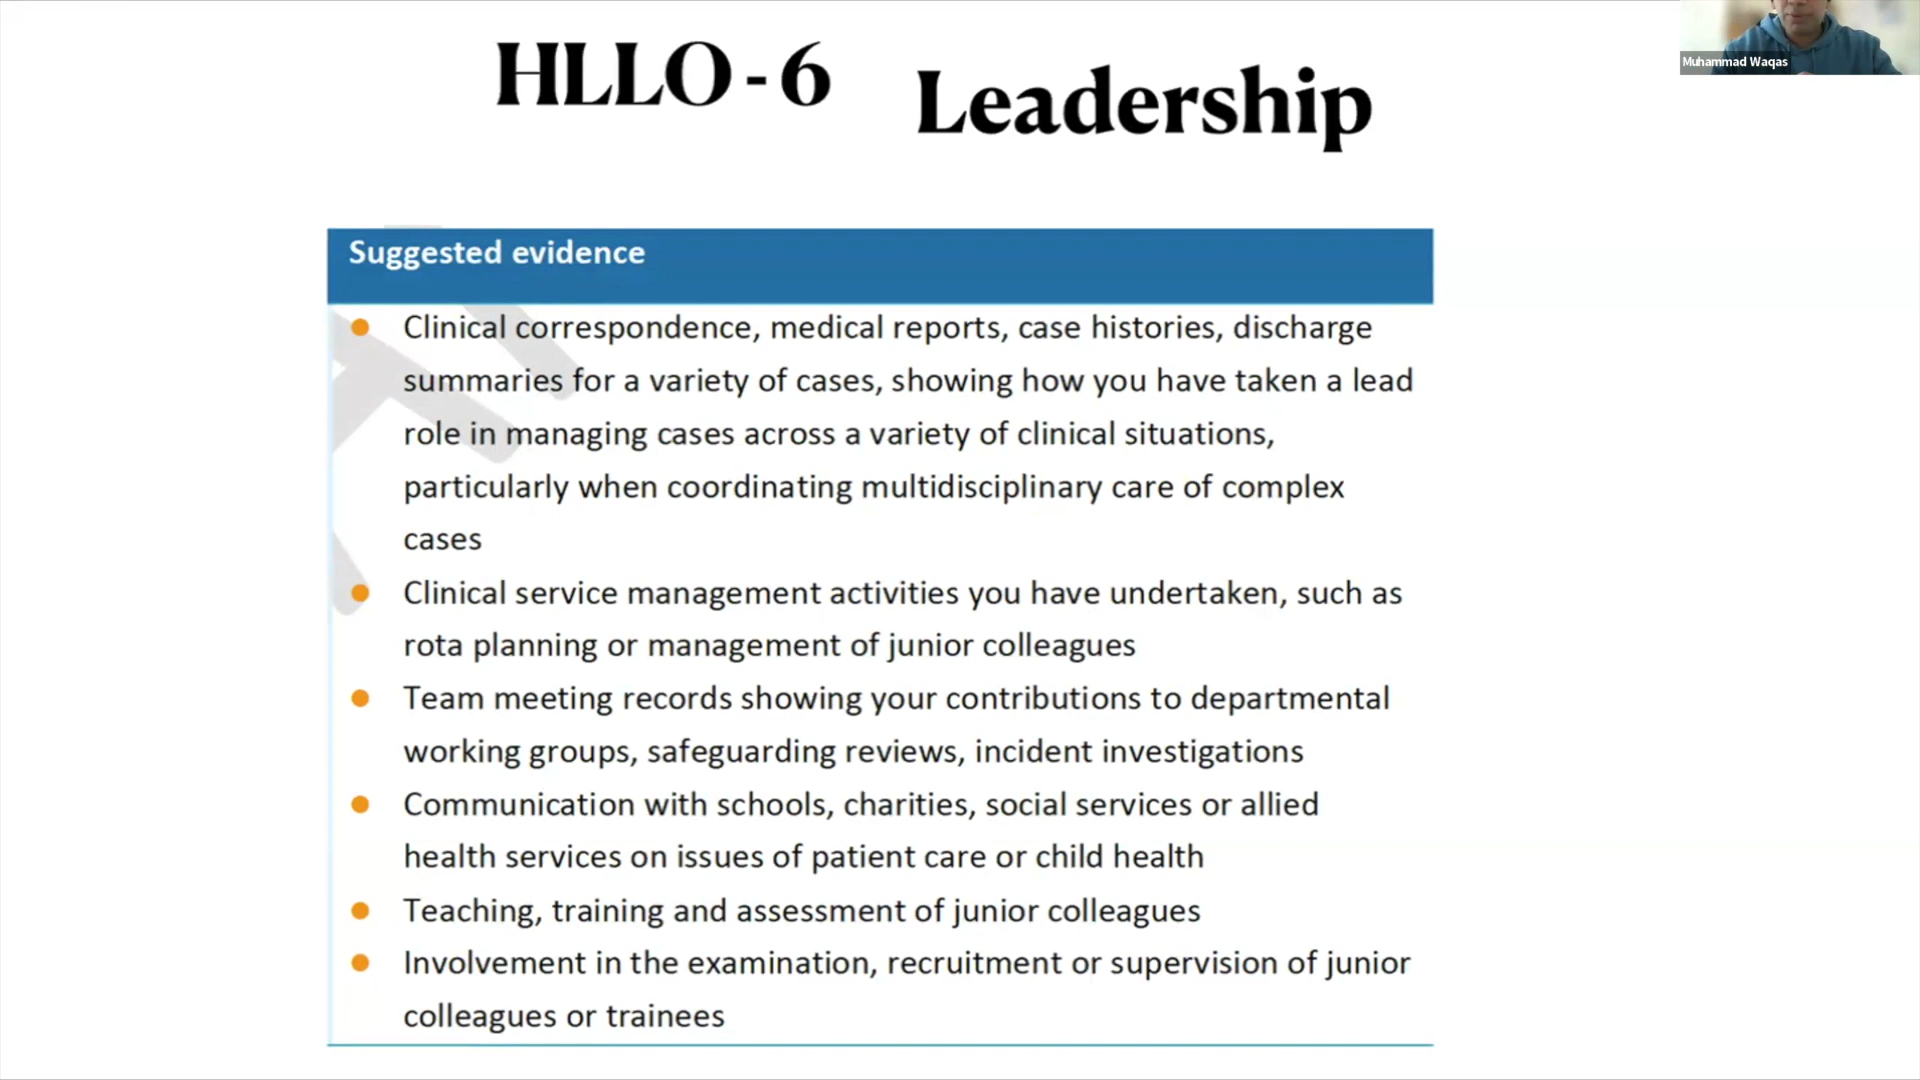 HLLO - 6 Leadership
Muhammad Waqas
Suggested evidence
Clinical correspondence, medical reports, case histories, discharge
summaries for a variety of cases, showing how you have taken a lead
role in managing cases across a variety of clinical situations,
particularly when coordinating multidisciplinary care of complex
cases
Clinical service management activities you have undertaken, such as
rota planning or management of junior colleagues
Team meeting records showing your contributions to departmental
working groups, safeguarding reviews, incident investigations
Communication with schools, charities, social services or allied
health services on issues of patient care or child health
Teaching, training and assessment of junior colleagues
Involvement in the examination, recruitment or supervision of junior
colleagues or trainees